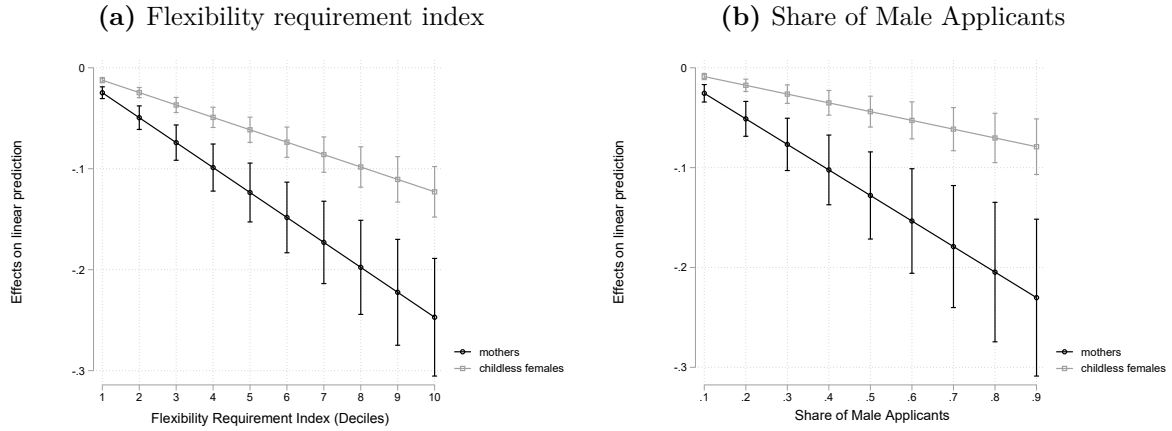 (a) Flexibility requirement index
0
-.1
-.2
-.3
Effects on linear prediction
1 2 3 4 5 6 7 8 9 10
Flexibility Requirement Index (Deciles)
mothers
childless females
(b) Share of Male Applicants
0
-.1
-.2
-.3
Effects on linear prediction
.1 .2 .3 .4 .5 .6 .7 .8 .9
Share of Male Applicants
mothers
childless females